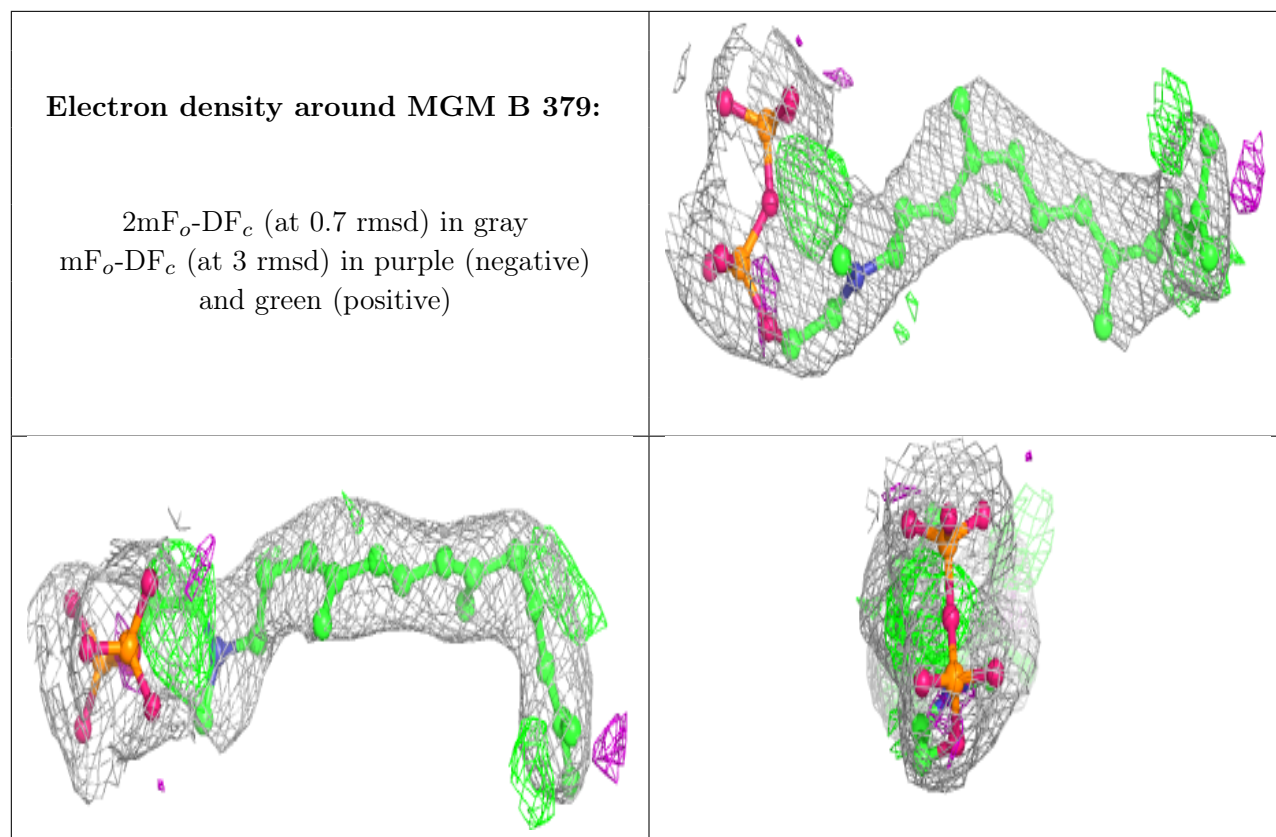 Electron density around MGM B 379:
2mFo-DFc (at 0.7 rmsd) in gray
mFo-DFc (at 3 rmsd) in purple (negative)
and green (positive)